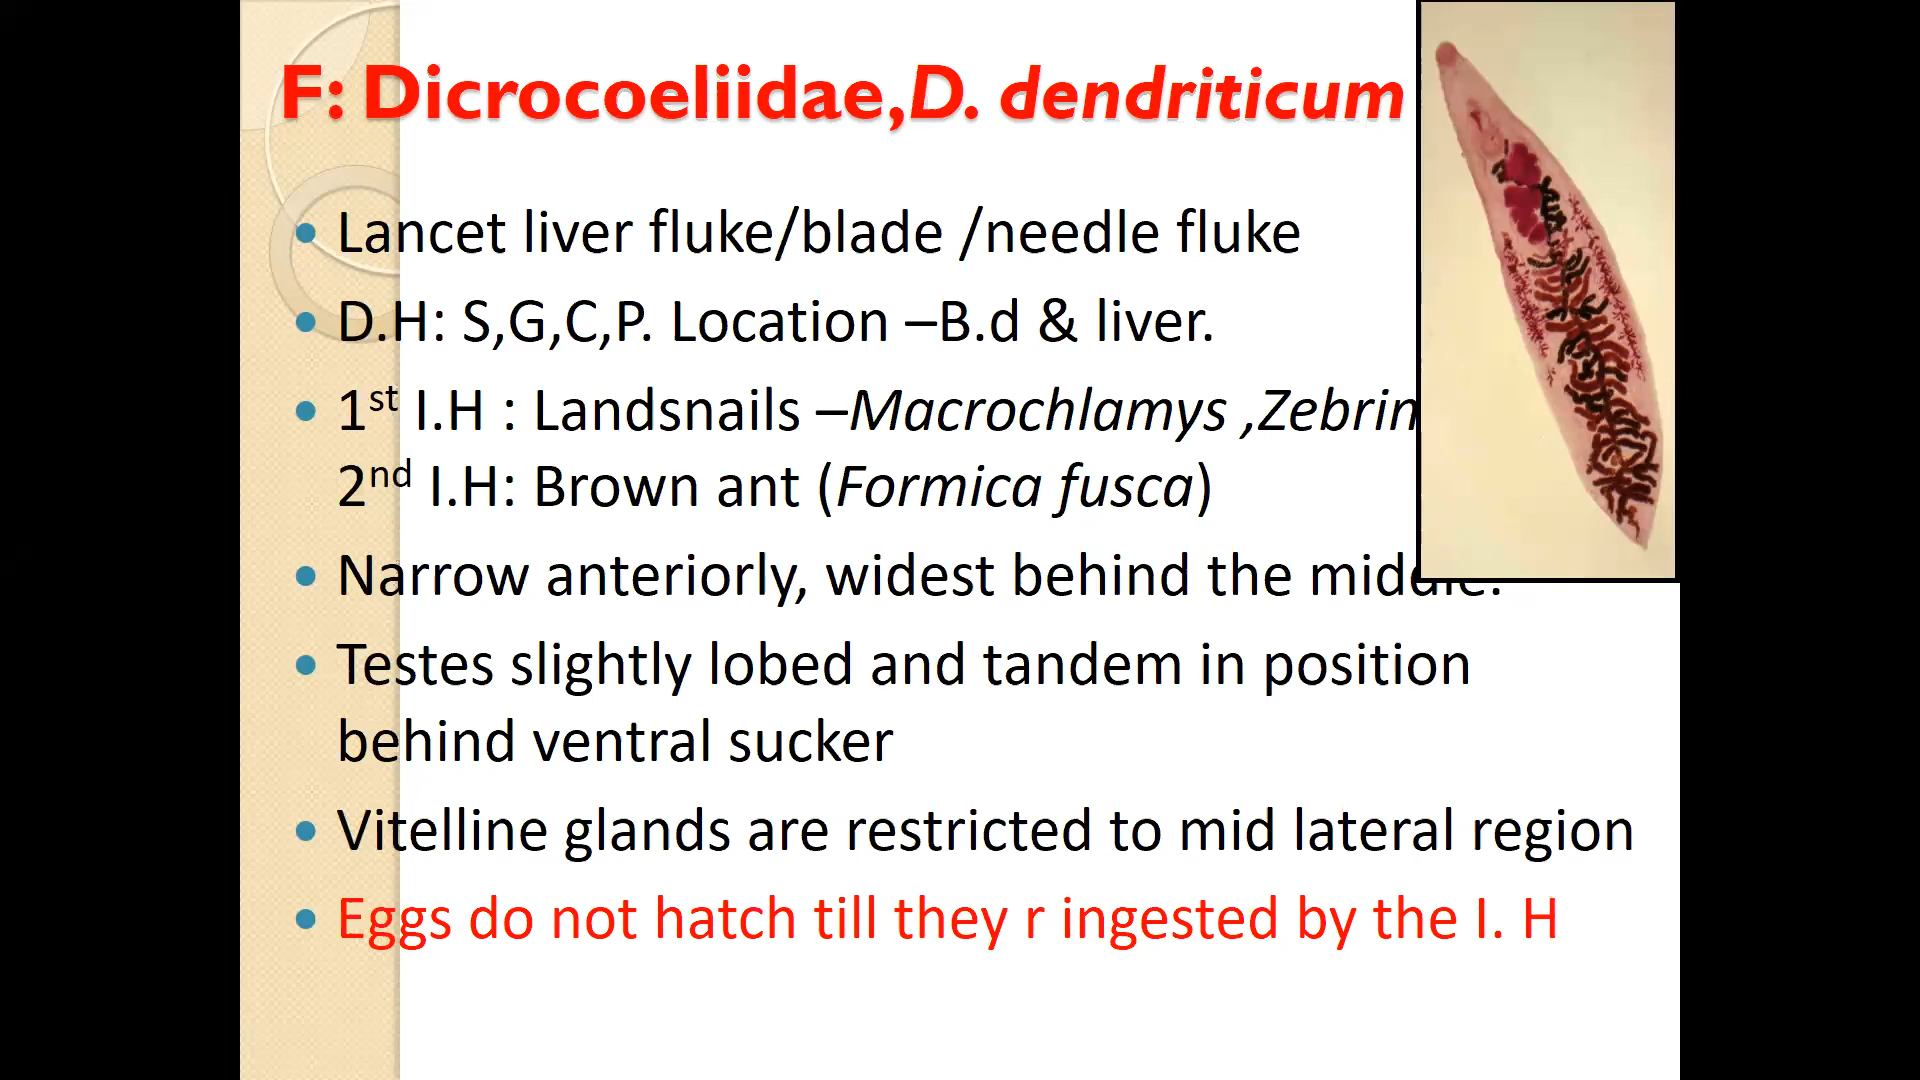 F: Dicrocoeliidae,D. dendriticum
• Lancet liver fluke/blade /needle fluke
• D.H: S,G,C,P. Location –B.d & liver.
• 1st I.H : Landsnails –Macrochlamys ,Zebrin
2nd I.H: Brown ant (Formica fusca)
• Narrow anteriorly, widest behind the middle.
• Testes slightly lobed and tandem in position
behind ventral sucker
• Vitelline glands are restricted to mid lateral region
• Eggs do not hatch till they r ingested by the I. H